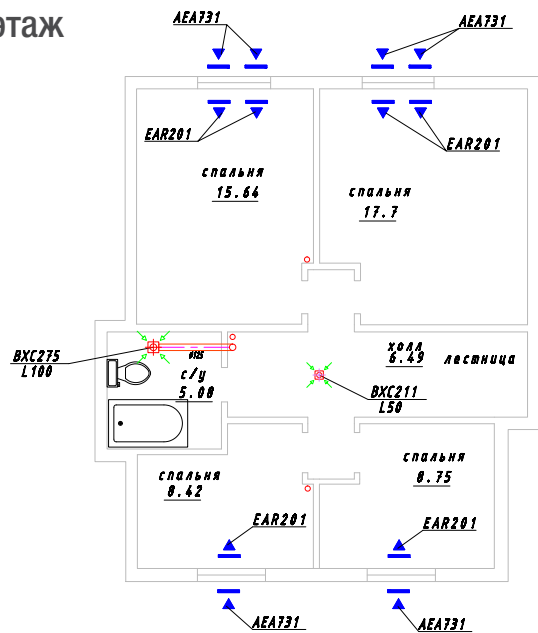 этаж
AEA731
AEA731
EAR201
EAR201
спальня
15.64
спальня
17.7
BXC275
L100
ø125
с/у
5.08
холл
6.49
лестница
BXC211
L50
спальня
8.42
спальня
8.75
EAR201
EAR201
AEA731
AEA731